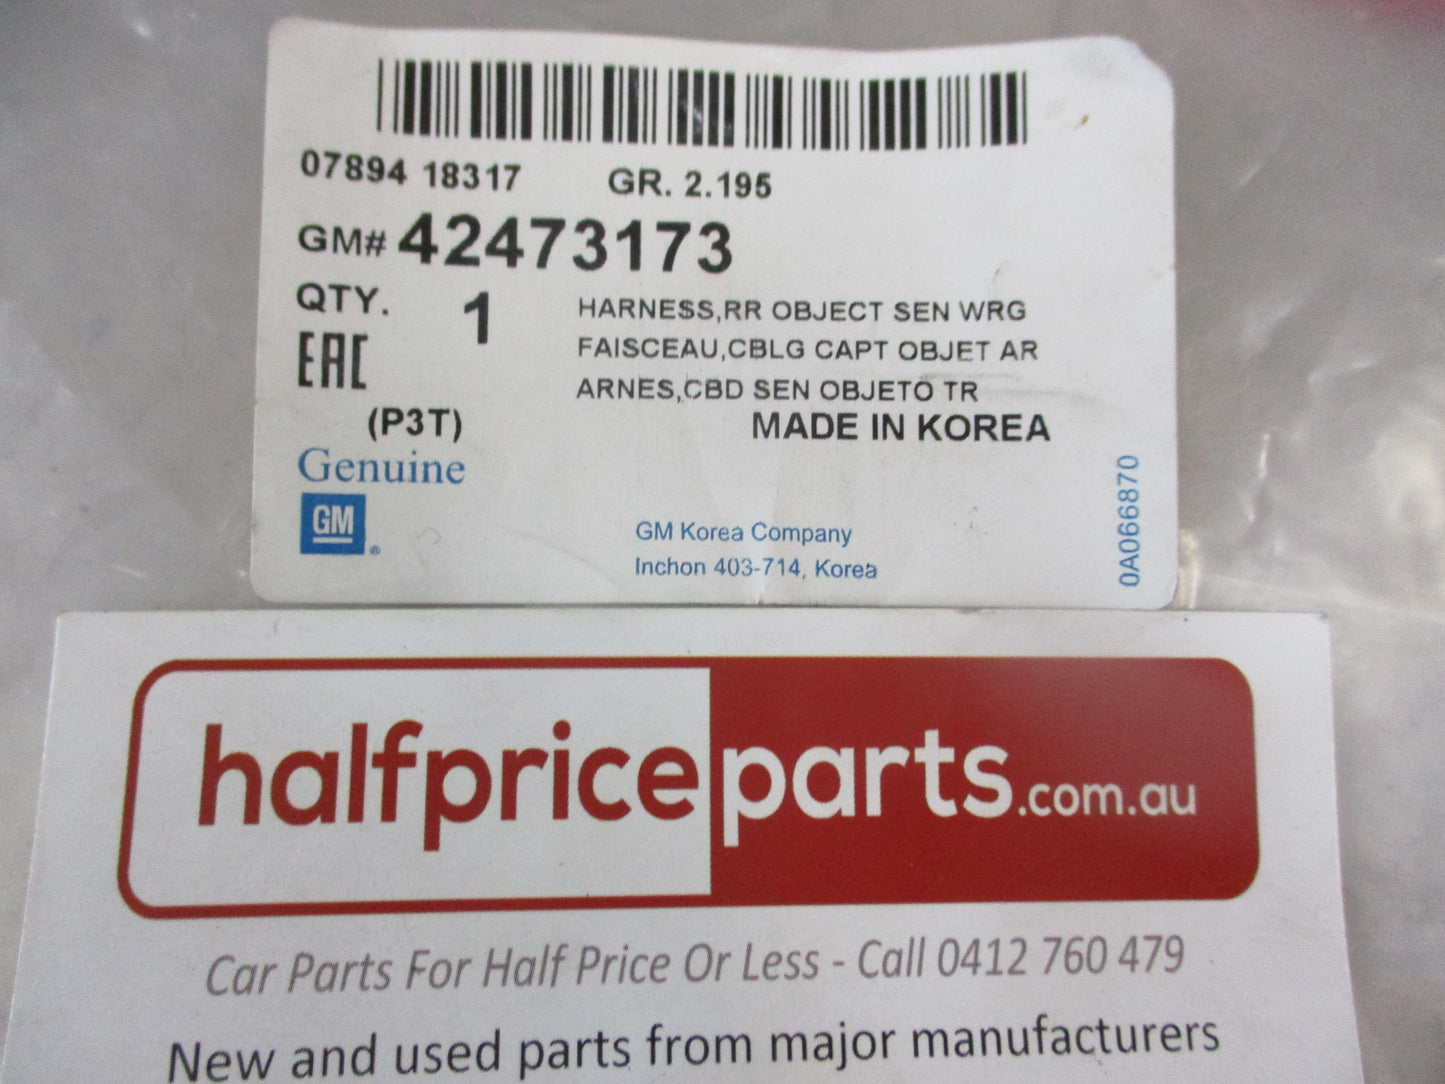 07894 18317 GR. 2.195
GM# 42473173
QTY. 1
HARNESS,RR OBJECT SEN WRG
FAISCEAU,CBLG CAPT OBJET AR
ARNES,CBD SEN OBJETO TR
EAC
(P3T)
MADE IN KOREA
Genuine
GM®
GM Korea Company
Inchon 403-714, Korea
0A066870
halfpriceparts.com.au
Car Parts For Half Price Or Less - Call 0412 760 479
New and used parts from major manufacturers